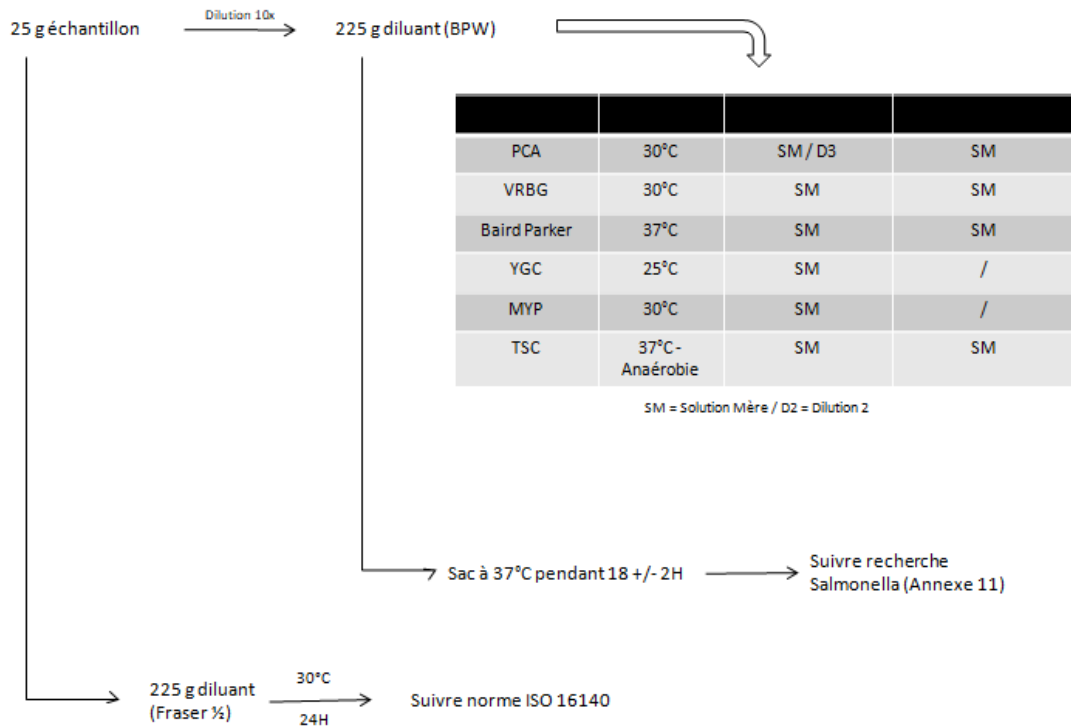 25 g échantillon
Dilution 10x
225 g diluant (BPW)
PCA 30°C SM / D3 SM
VRBG 30°C SM SM
Baird Parker 37°C SM SM
YGC 25°C SM /
MYP 30°C SM /
TSC 37°C - Anaérobie SM SM
SM = Solution Mère / D2 = Dilution 2
Sac à 37°C pendant 18 +/- 2H
Suivre recherche
Salmonella (Annexe 11)
225 g diluant
(Fraser ½)
30°C
24H
Suivre norme ISO 16140